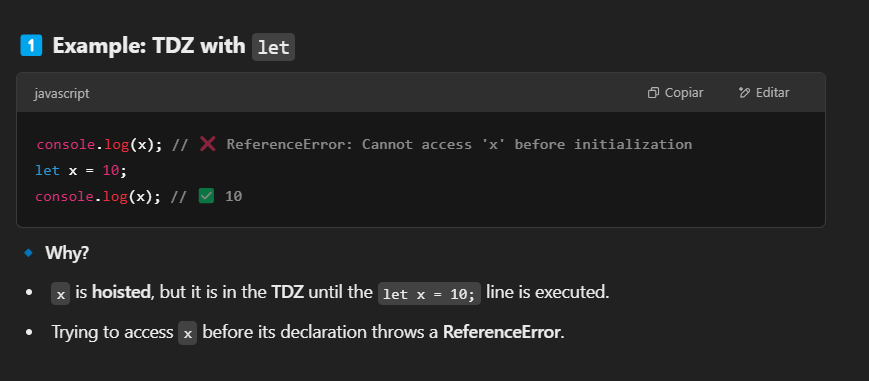 1️⃣ Example: TDZ with let
javascript
Copiar
Editar
console.log(x); // ❌ ReferenceError: Cannot access 'x' before initialization
let x = 10;
console.log(x); // ✅ 10
🔹 Why?
• x is hoisted, but it is in the TDZ until the let x = 10; line is executed.
• Trying to access x before its declaration throws a ReferenceError.